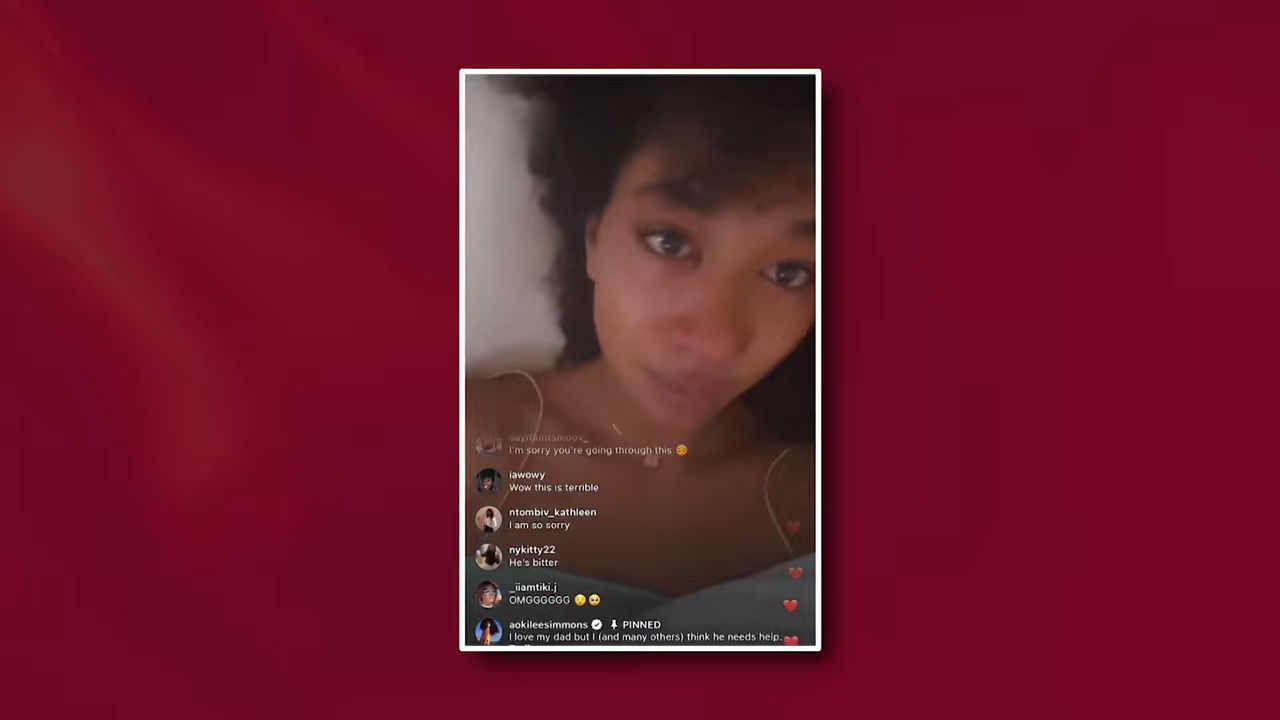 I'm sorry you're going through this 😔
iawowy
Wow this is terrible
ntombiv_kathleen
I am so sorry
nykitty22
He's bitter
_iiamtiki.j
OMGGGGGG 😧🥺
aokileesimmons PINNED
I love my dad but I (and many others) think he needs help.